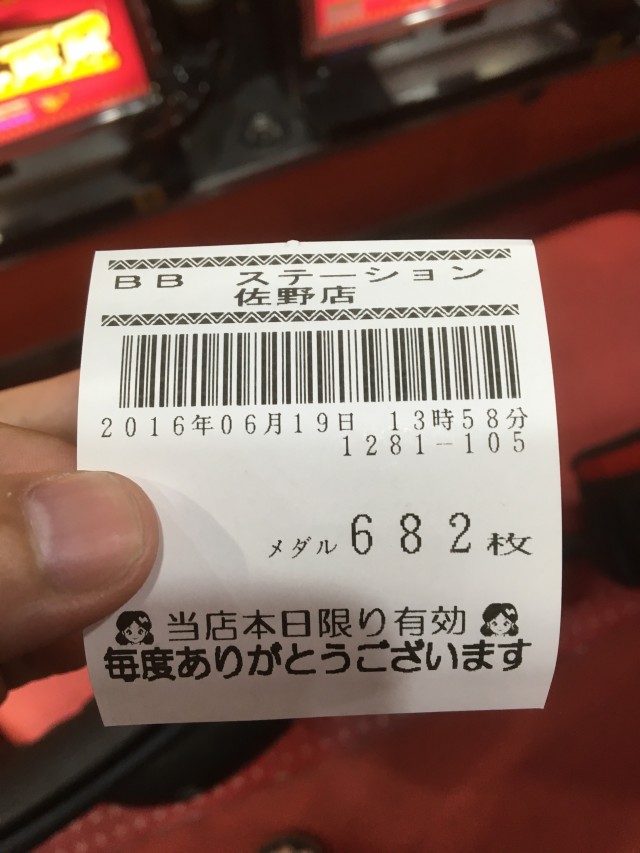 BB ステーション
佐野店
2016年06月19日 13時58分
1281-105
メダル 682枚
当店本日限り有効
毎度ありがとうございます